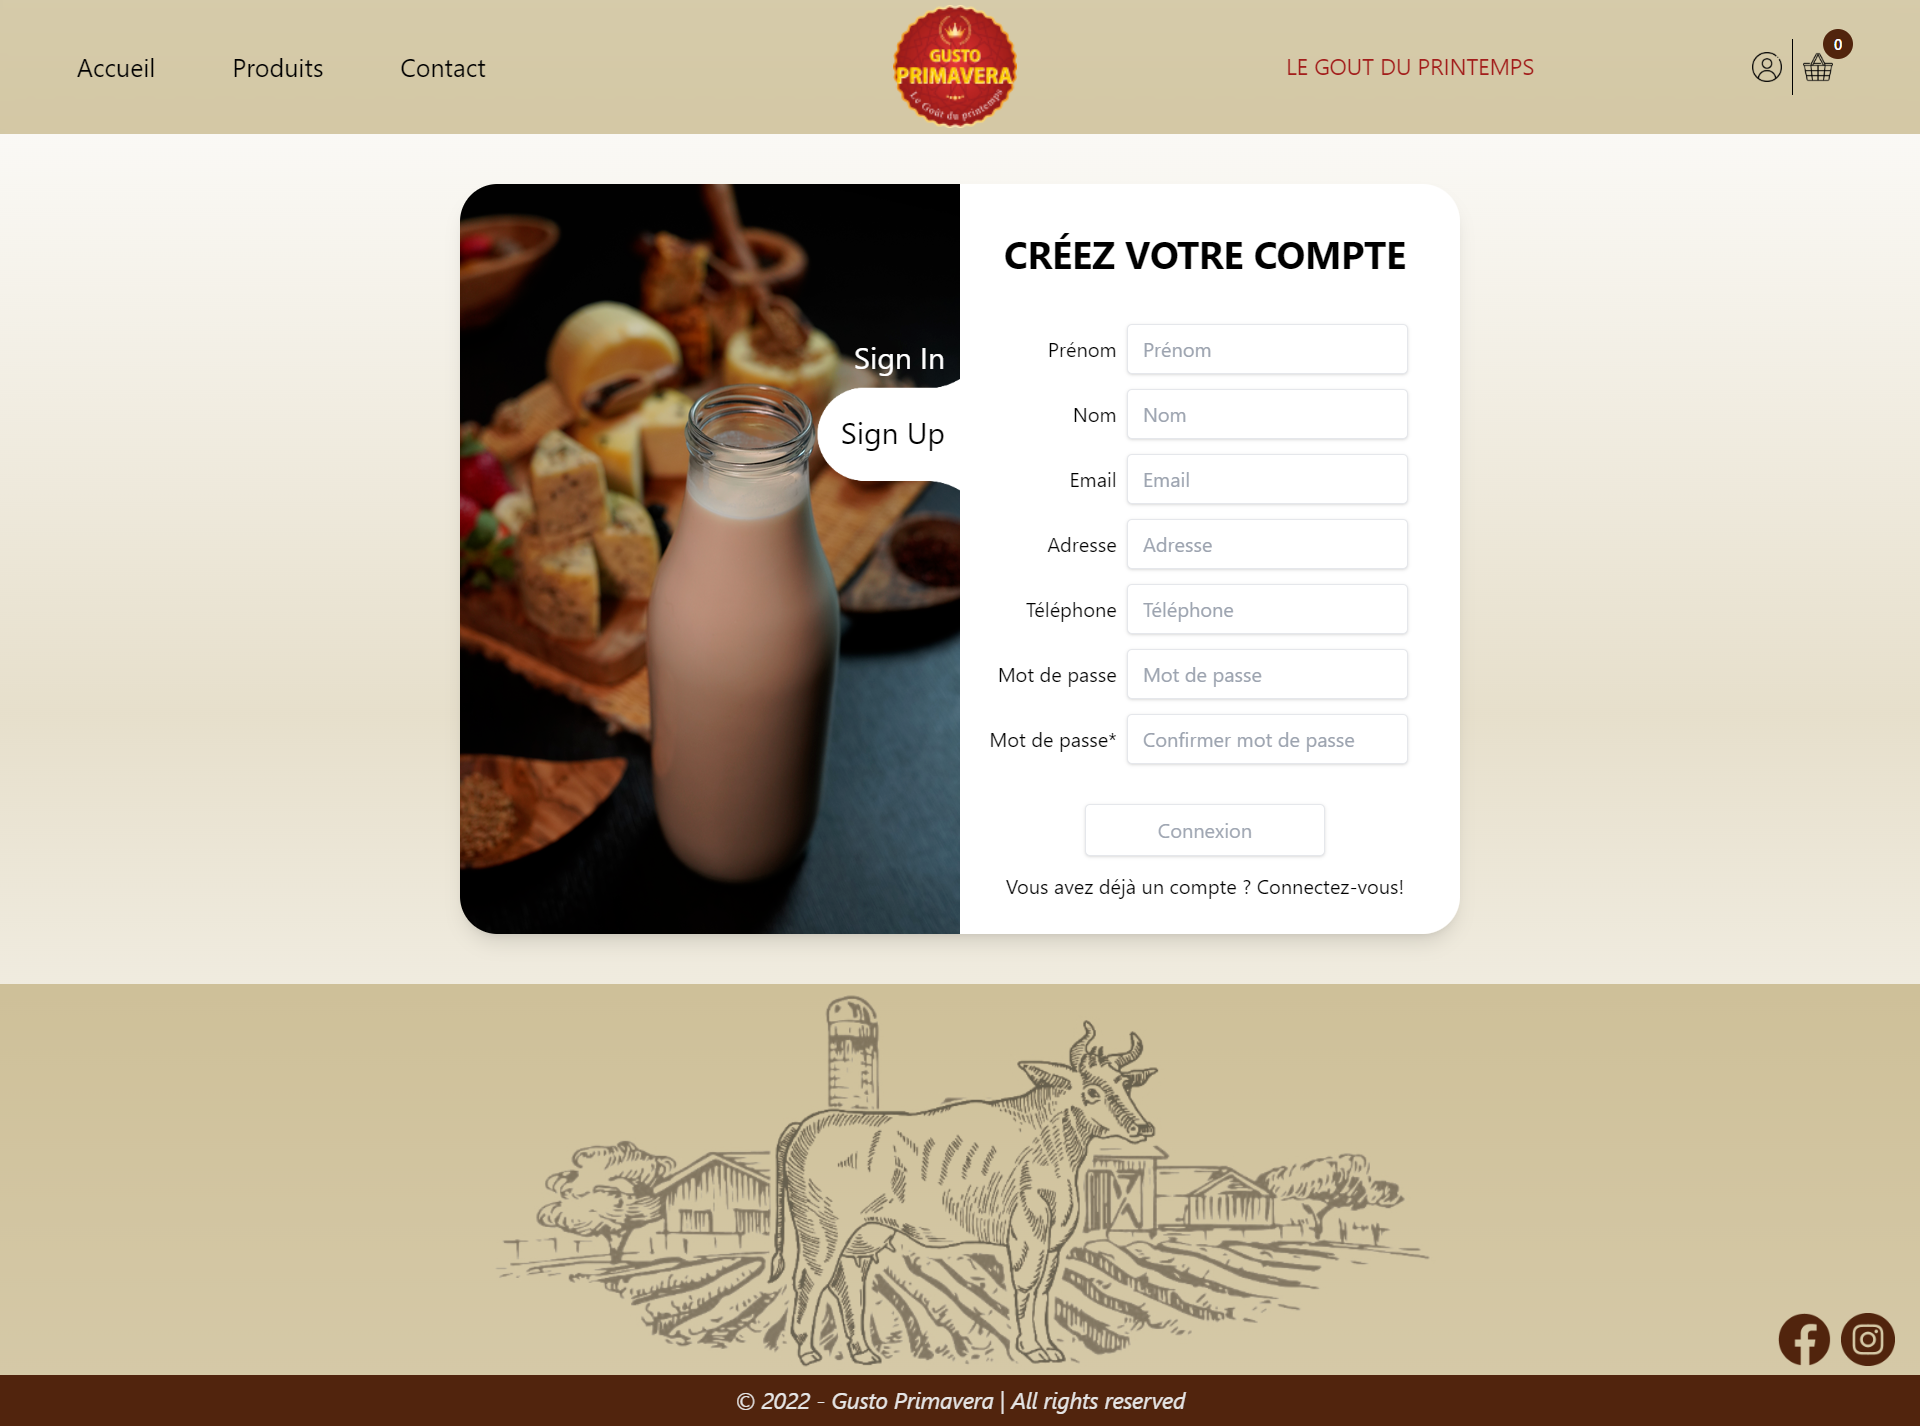 Accueil
Produits
Contact
GUSTO
PRIMAVERA
Le Goût du printemps
LE GOUT DU PRINTEMPS
0
Sign In
Sign Up
CRÉEZ VOTRE COMPTE
Prénom
Prénom
Nom
Nom
Email
Email
Adresse
Adresse
Téléphone
Téléphone
Mot de passe
Mot de passe
Mot de passe*
Confirmer mot de passe
Connexion
Vous avez déjà un compte ? Connectez-vous!
© 2022 - Gusto Primavera | All rights reserved